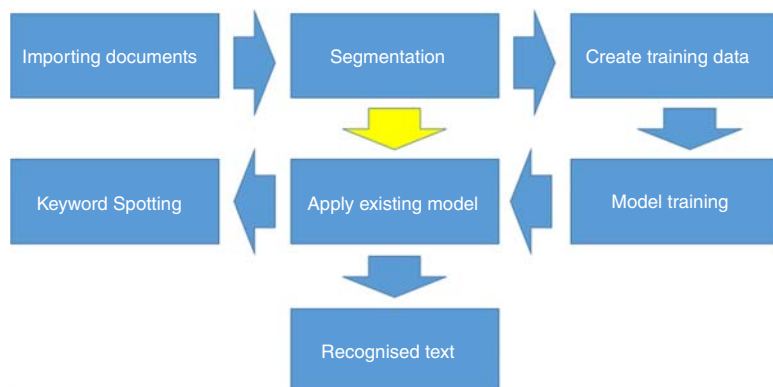 Importing documents
Segmentation
Create training data
Keyword Spotting
Apply existing model
Model training
Recognised text